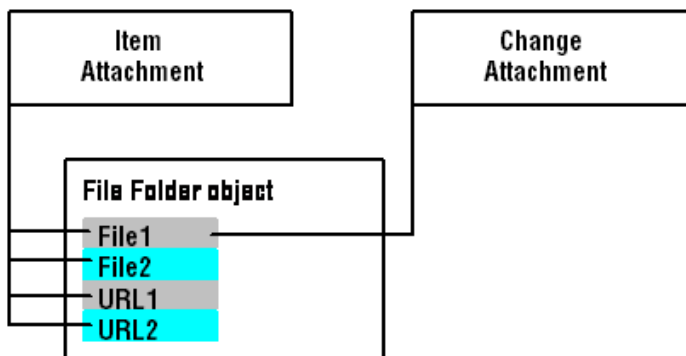 Item
Attachment
Change
Attachment
File Folder object
File1
File2
URL1
URL2